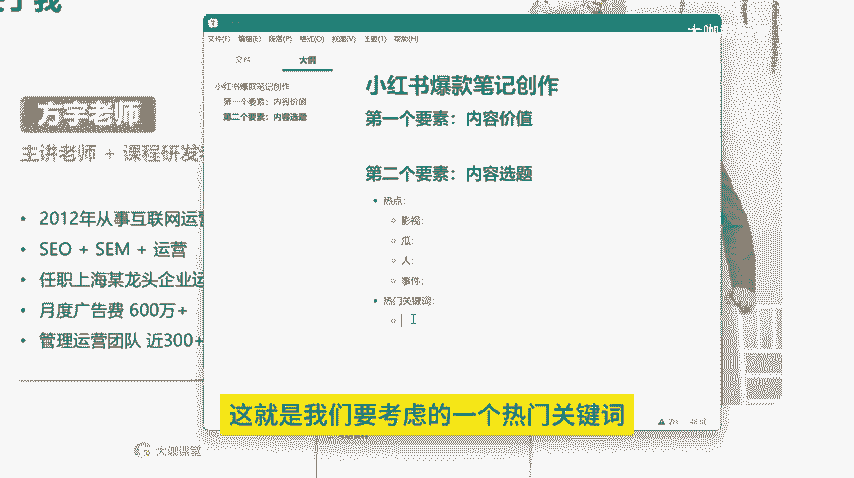 方宇老师
主讲老师 + 课程研发
• 2012年从事互联网运营
• SEO + SEM + 运营
• 任职上海某龙头企业运
• 月度广告费 600万+
• 管理运营团队 近300+
大咖课堂
文件(F) 编辑(E) 段落(P) 格式(O) 视图(V) 主题(T) 帮助(H)
文件 大纲
小红书爆款笔记创作
第一个要素：内容价值
第二个要素：内容选题
小红书爆款笔记创作
第一个要素：内容价值
第二个要素：内容选题
• 热点:
影视:
瓜:
人:
事件:
• 热门关键词:
这就是我们要考虑的一个热门关键词